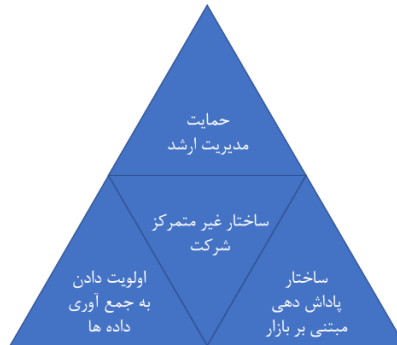 حمایت
مدیریت ارشد
ساختار غیر متمرکز
شرکت
ساختار
پاداش دهی
مبتنی بر بازار
اولویت دادن
به جمع آوری
داده ها